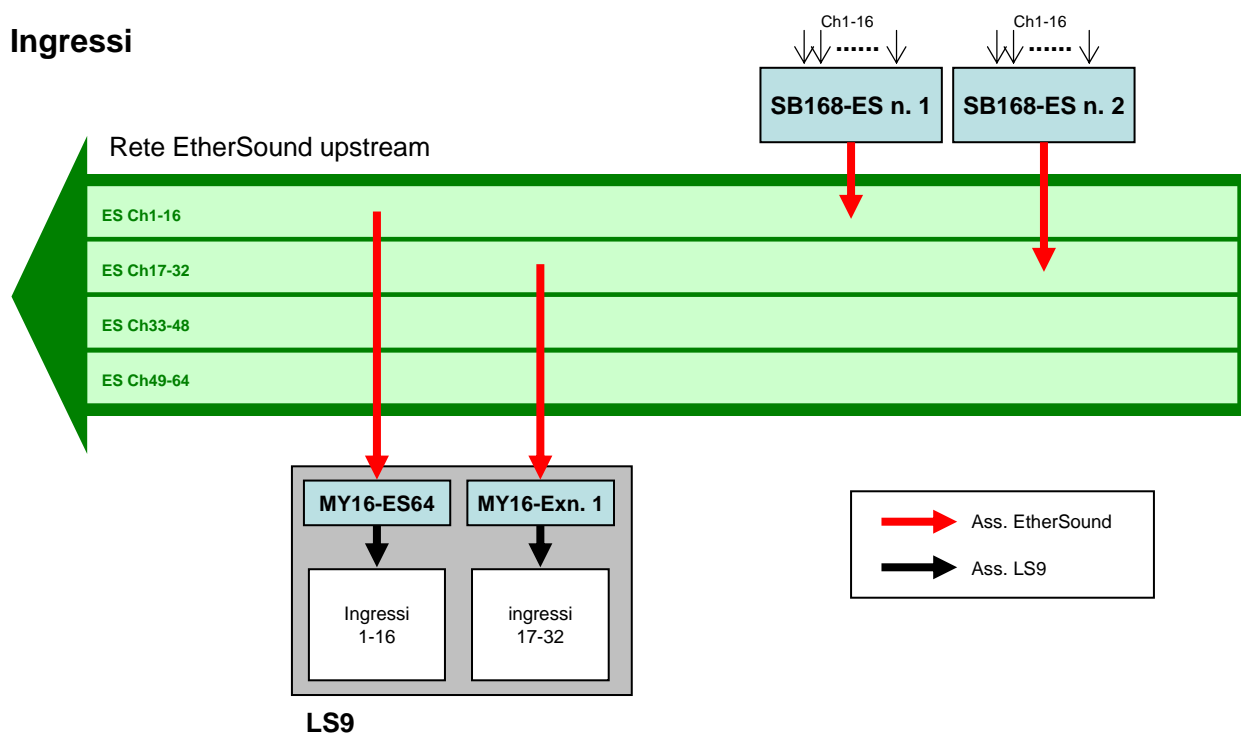 Ingressi
Ch1-16
Ch1-16
SB168-ES n. 1
SB168-ES n. 2
Rete EtherSound upstream
ES Ch1-16
ES Ch17-32
ES Ch33-48
ES Ch49-64
MY16-ES64
MY16-Exn. 1
Ingressi
1-16
ingressi
17-32
LS9
Ass. EtherSound
Ass. LS9